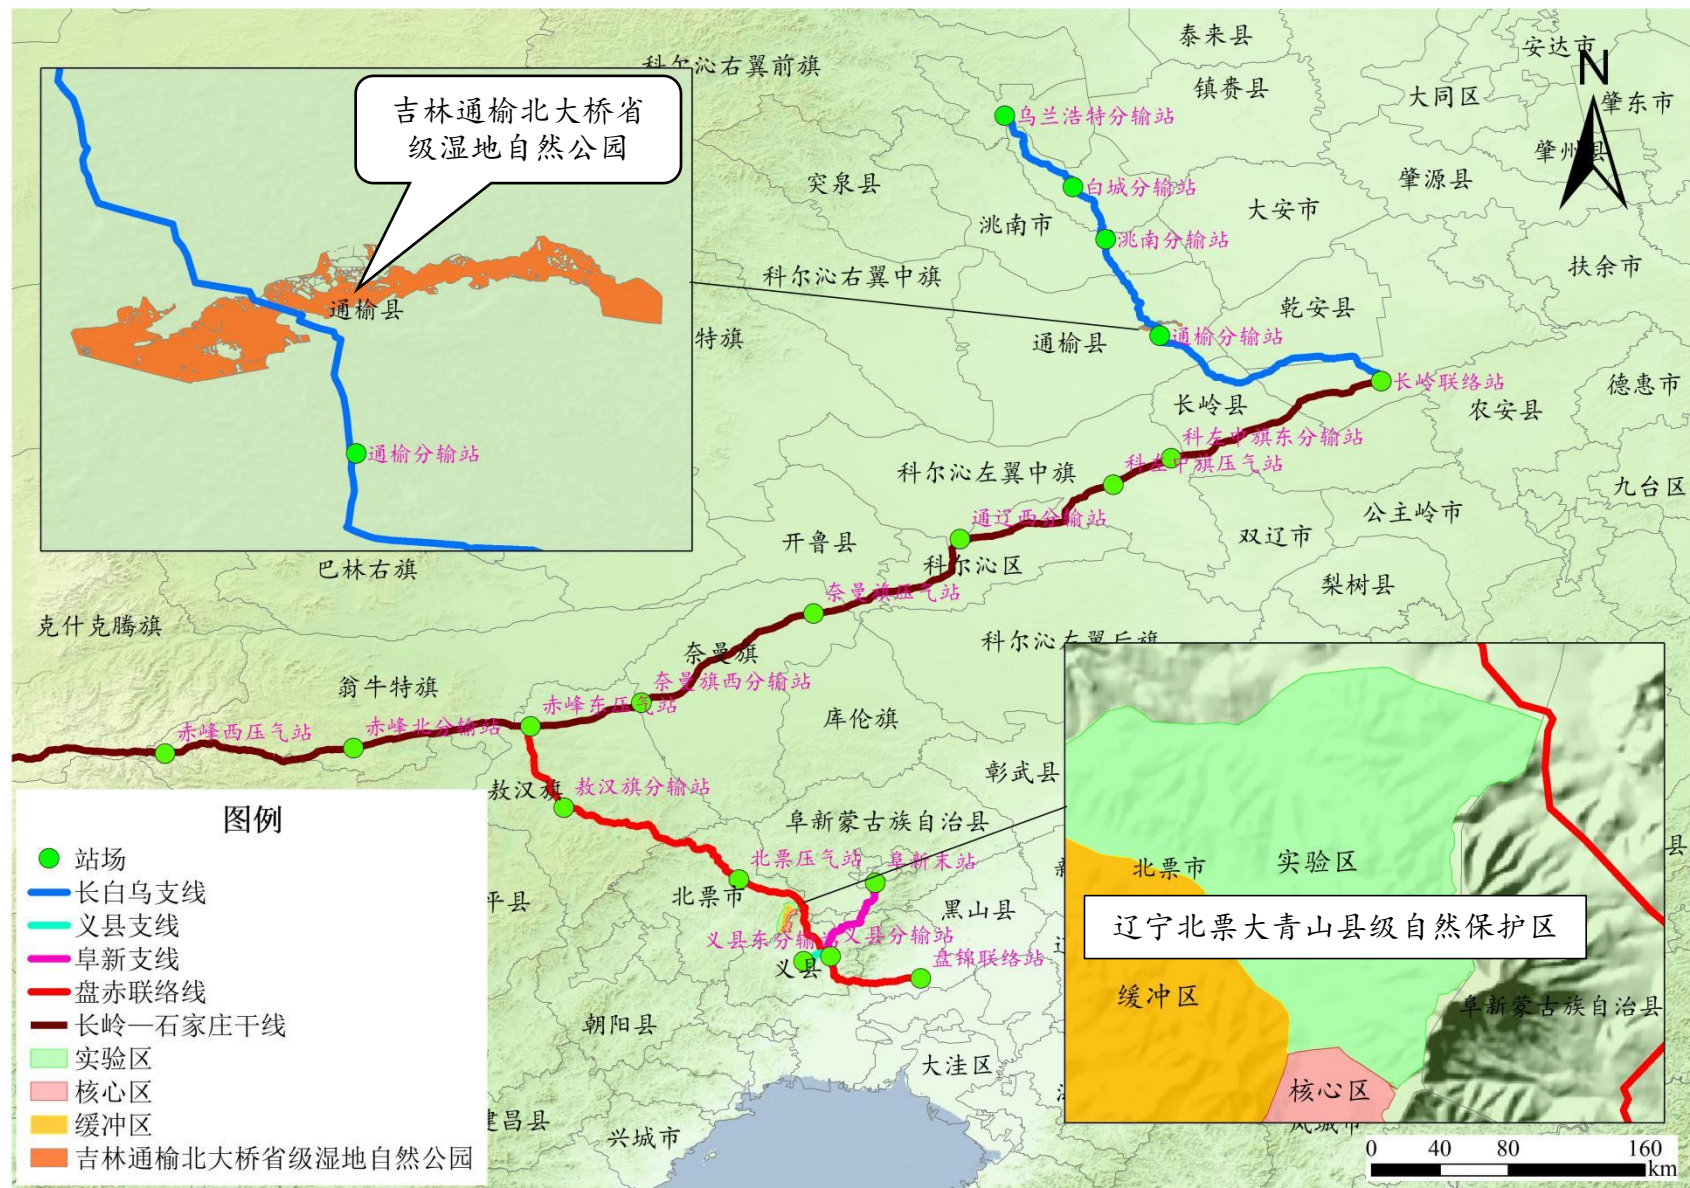 泰来县
安达市
科尔沁右翼前旗
N
镇赉县
大同区
肇东市
吉林通榆北大桥省
级湿地自然公园
乌兰浩特分输站
肇州县
突泉县
白城分输站
肇源县
大安市
洮南市
洮南分输站
扶余市
科尔沁右翼中旗
乾安县
通榆县
特旗
通榆县
通榆分输站
长岭联络站
德惠市
长岭县
农安县
科左中旗东分输站
通榆分输站
科尔沁左翼中旗
科左中旗压气站
九台区
通辽西分输站
公主岭市
开鲁县
双辽市
科尔沁区
巴林右旗
梨树县
奈曼旗压气站
克什克腾旗
奈曼旗
科尔沁左翼后旗
翁牛特旗
奈曼旗西分输站
赤峰东压气站
库伦旗
赤峰西压气站
赤峰北分输站
彰武县
敖汉旗
敖汉旗分输站
图例
阜新蒙古族自治县
县
站场
北票压气站
阜新末站
北票市
实验区
长白乌支线
北票市
平县
黑山县
义县支线
辽宁北票大青山县级自然保护区
义县东分输站
义县分输站
阜新支线
义县
盘锦联络站
盘赤联络线
缓冲区
阜新蒙古族自治县
长岭—石家庄干线
朝阳县
实验区
大洼区
核心区
核心区
缓冲区
建昌县
兴城市
凤城市
吉林通榆北大桥省级湿地自然公园
0 40 80 160
km